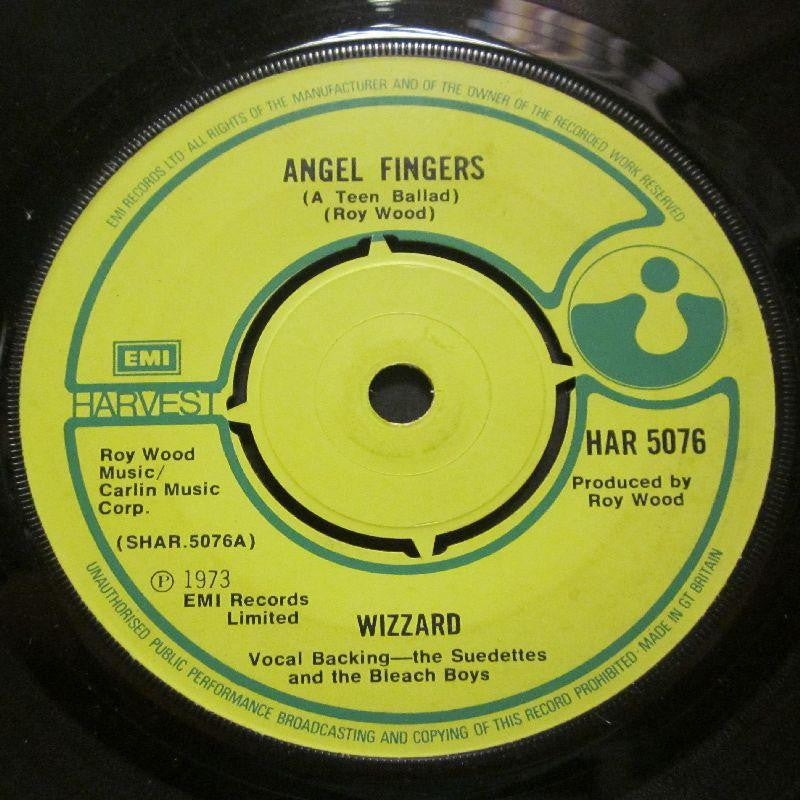 EMI RECORDS LTD ALL RIGHTS OF THE MANUFACTURER AND OF THE OWNER OF THE RECORDED WORK RESERVED
ANGEL FINGERS
(A Teen Ballad)
(Roy Wood)
EMI
HARVEST
Roy Wood
Music/
Carlin Music
Corp.
(SHAR.5076A)
Ⓟ 1973
EMI Records
Limited
HAR 5076
Produced by
Roy Wood
WIZZARD
Vocal Backing—the Suedettes
and the Bleach Boys
UNAUTHORISED PUBLIC PERFORMANCE BROADCASTING AND COPYING OF THIS RECORD PROHIBITED·MADE IN GT BRITAIN